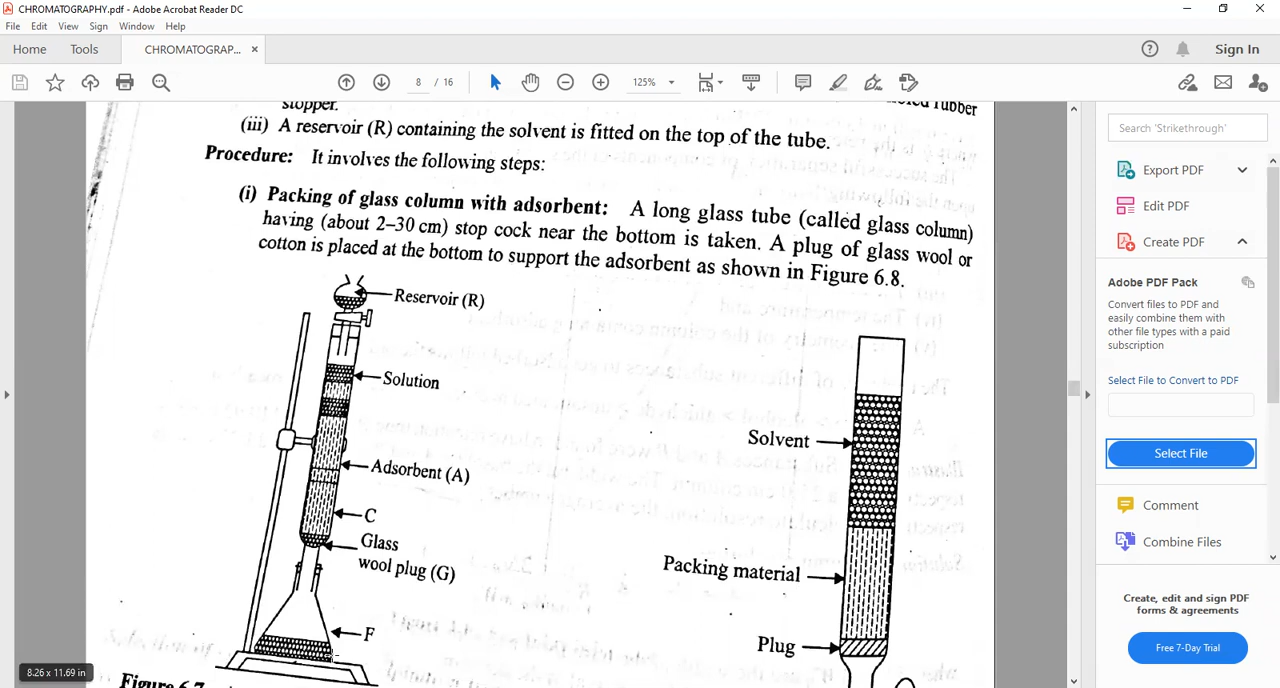 CHROMATOGRAPHY.pdf - Adobe Acrobat Reader DC
File Edit View Sign Window Help
Home Tools CHROMATOGRAP... × Sign In
8 / 16 125%
stopper. rubber
(iii) A reservoir (R) containing the solvent is fitted on the top of the tube.
Procedure: It involves the following steps:
(i) Packing of glass column with adsorbent: A long glass tube (called glass column)
having (about 2–30 cm) stop cock near the bottom is taken. A plug of glass wool or
cotton is placed at the bottom to support the adsorbent as shown in Figure 6.8.
Reservoir (R)
Solution
Adsorbent (A)
C
Glass
wool plug (G)
F
Solvent
Packing material
Plug
Figure 6.7
8.26 x 11.69 in
Search 'Strikethrough'
Export PDF
Edit PDF
Create PDF
Adobe PDF Pack
Convert files to PDF and
easily combine them with
other file types with a paid
subscription
Select File to Convert to PDF
Select File
Comment
Combine Files
Create, edit and sign PDF
forms & agreements
Free 7-Day Trial